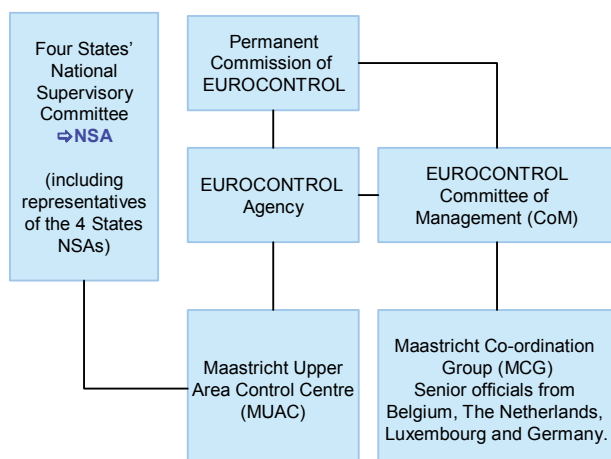 Four States’
National
Supervisory
Committee
⇨NSA
(including
representatives
of the 4 States
NSAs)
Permanent
Commission of
EUROCONTROL
EUROCONTROL
Agency
EUROCONTROL
Committee of
Management (CoM)
Maastricht Upper
Area Control Centre
(MUAC)
Maastricht Co-ordination
Group (MCG)
Senior officials from
Belgium, The Netherlands,
Luxembourg and Germany.